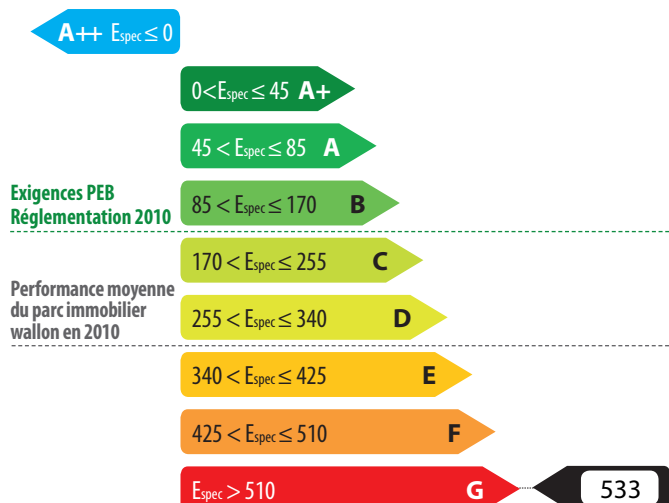 A++ Espec ≤ 0
0<Espec ≤ 45 A+
45 < Espec ≤ 85 A
Exigences PEB
Réglementation 2010
85 < Espec ≤ 170 B
170 < Espec ≤ 255 C
Performance moyenne
du parc immobilier
wallon en 2010
255 < Espec ≤ 340 D
340 < Espec ≤ 425 E
425 < Espec ≤ 510 F
Espec > 510 G 533